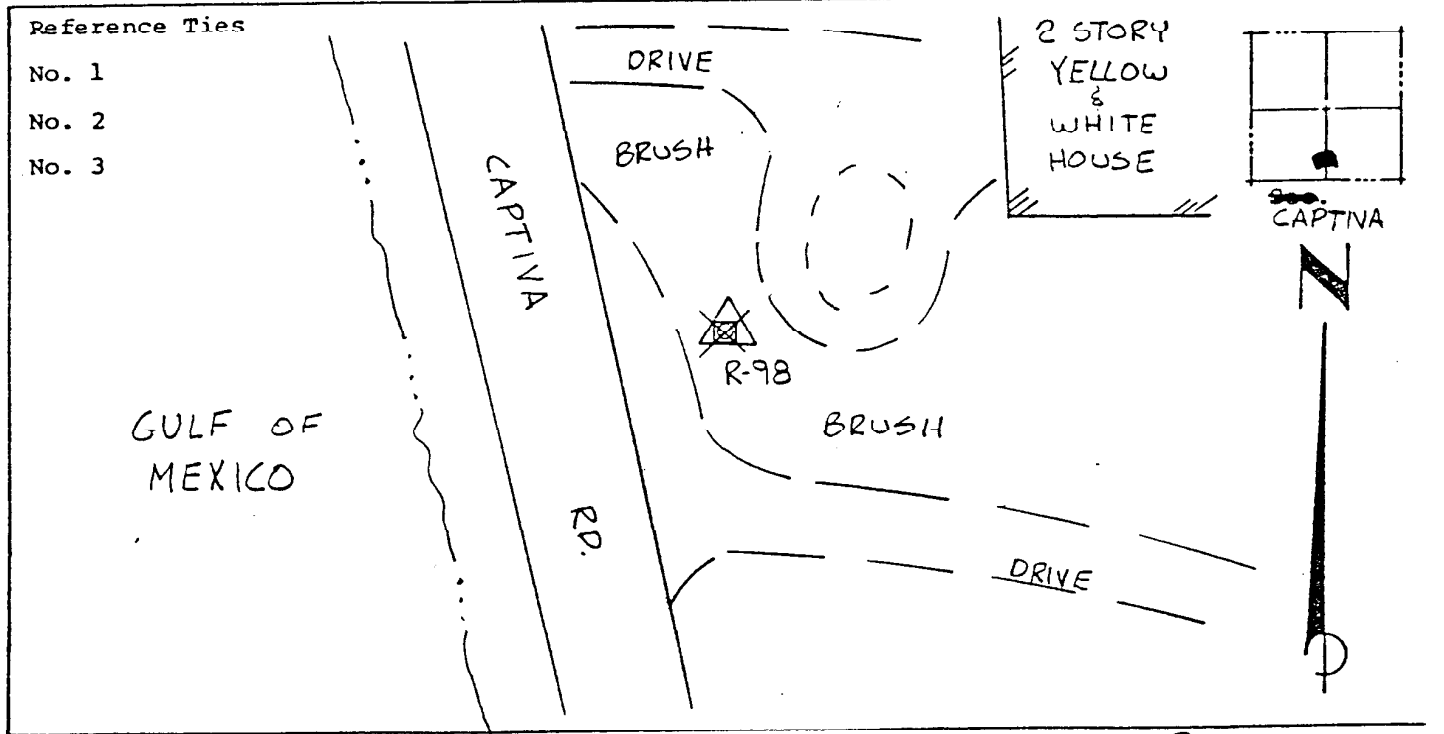 Reference Ties
No. 1
No. 2
No. 3
DRIVE
BRUSH
2 STORY
YELLOW
&
WHITE
HOUSE
CAPTIVA
N
CAPTIVA
RD.
R-98
BRUSH
GULF OF
MEXICO
DRIVE